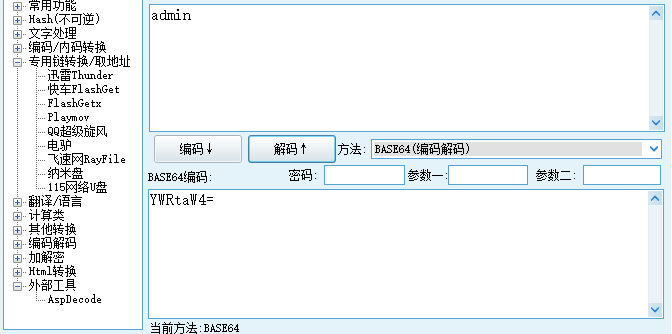 常用功能
Hash(不可逆)
文字处理
编码/内码转换
专用链转换/取地址
迅雷Thunder
快车FlashGet
FlashGetx
Playmov
QQ超级旋风
电驴
飞速网RayFile
纳米盘
115网络U盘
翻译/语言
计算类
其他转换
编码解码
加解密
Html转换
外部工具
AspDecode
admin
编码↓ 解码↑ 方法: BASE64(编码解码)
BASE64编码: 密码: 参数一: 参数二:
YWRtaW4=
当前方法:BASE64